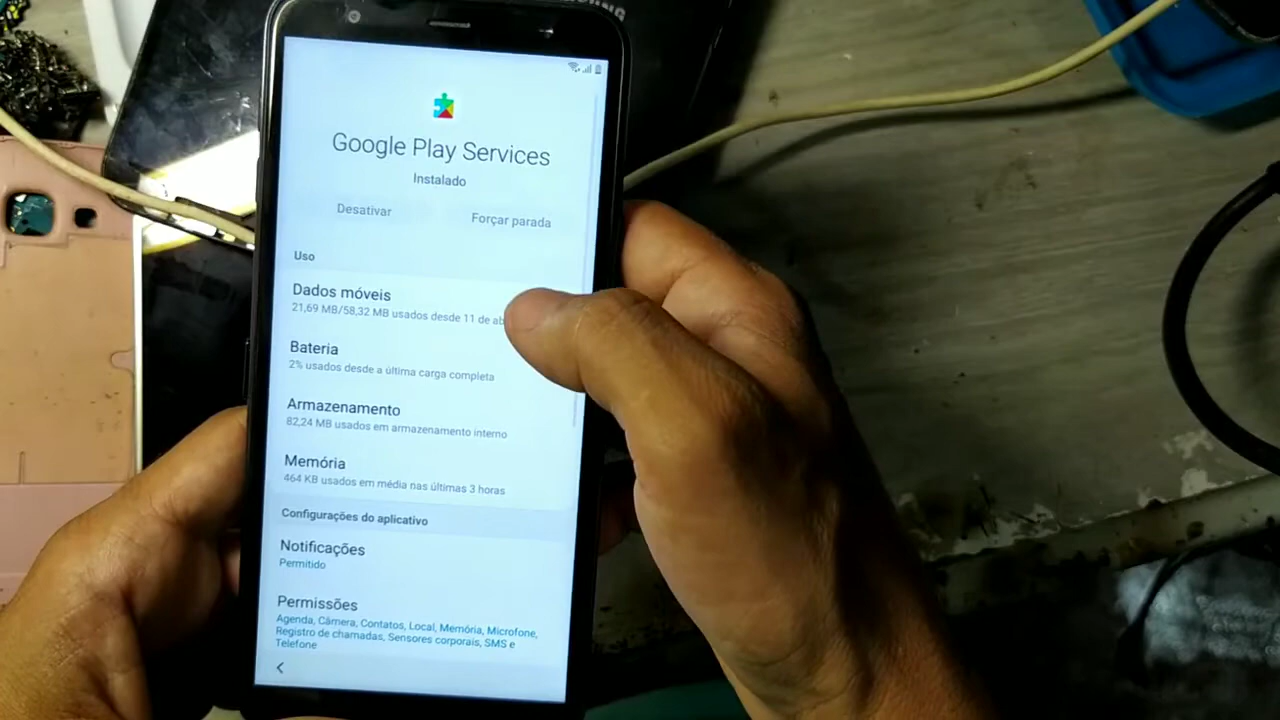 Google Play Services
Instalado
Desativar
Forçar parada
Uso
Dados móveis
21,69 MB/58,32 MB usados desde 11 de
Bateria
2% usados desde a última carga completa
Armazenamento
82,24 MB usados em armazenamento interno
Memória
464 KB usados em média nas últimas 3 horas
Configurações do aplicativo
Notificações
Permitido
Permissões
Agenda, Câmera, Contatos, Local, Memória, Microfone,
Registro de chamadas, Sensores corporais, SMS e
Telefone